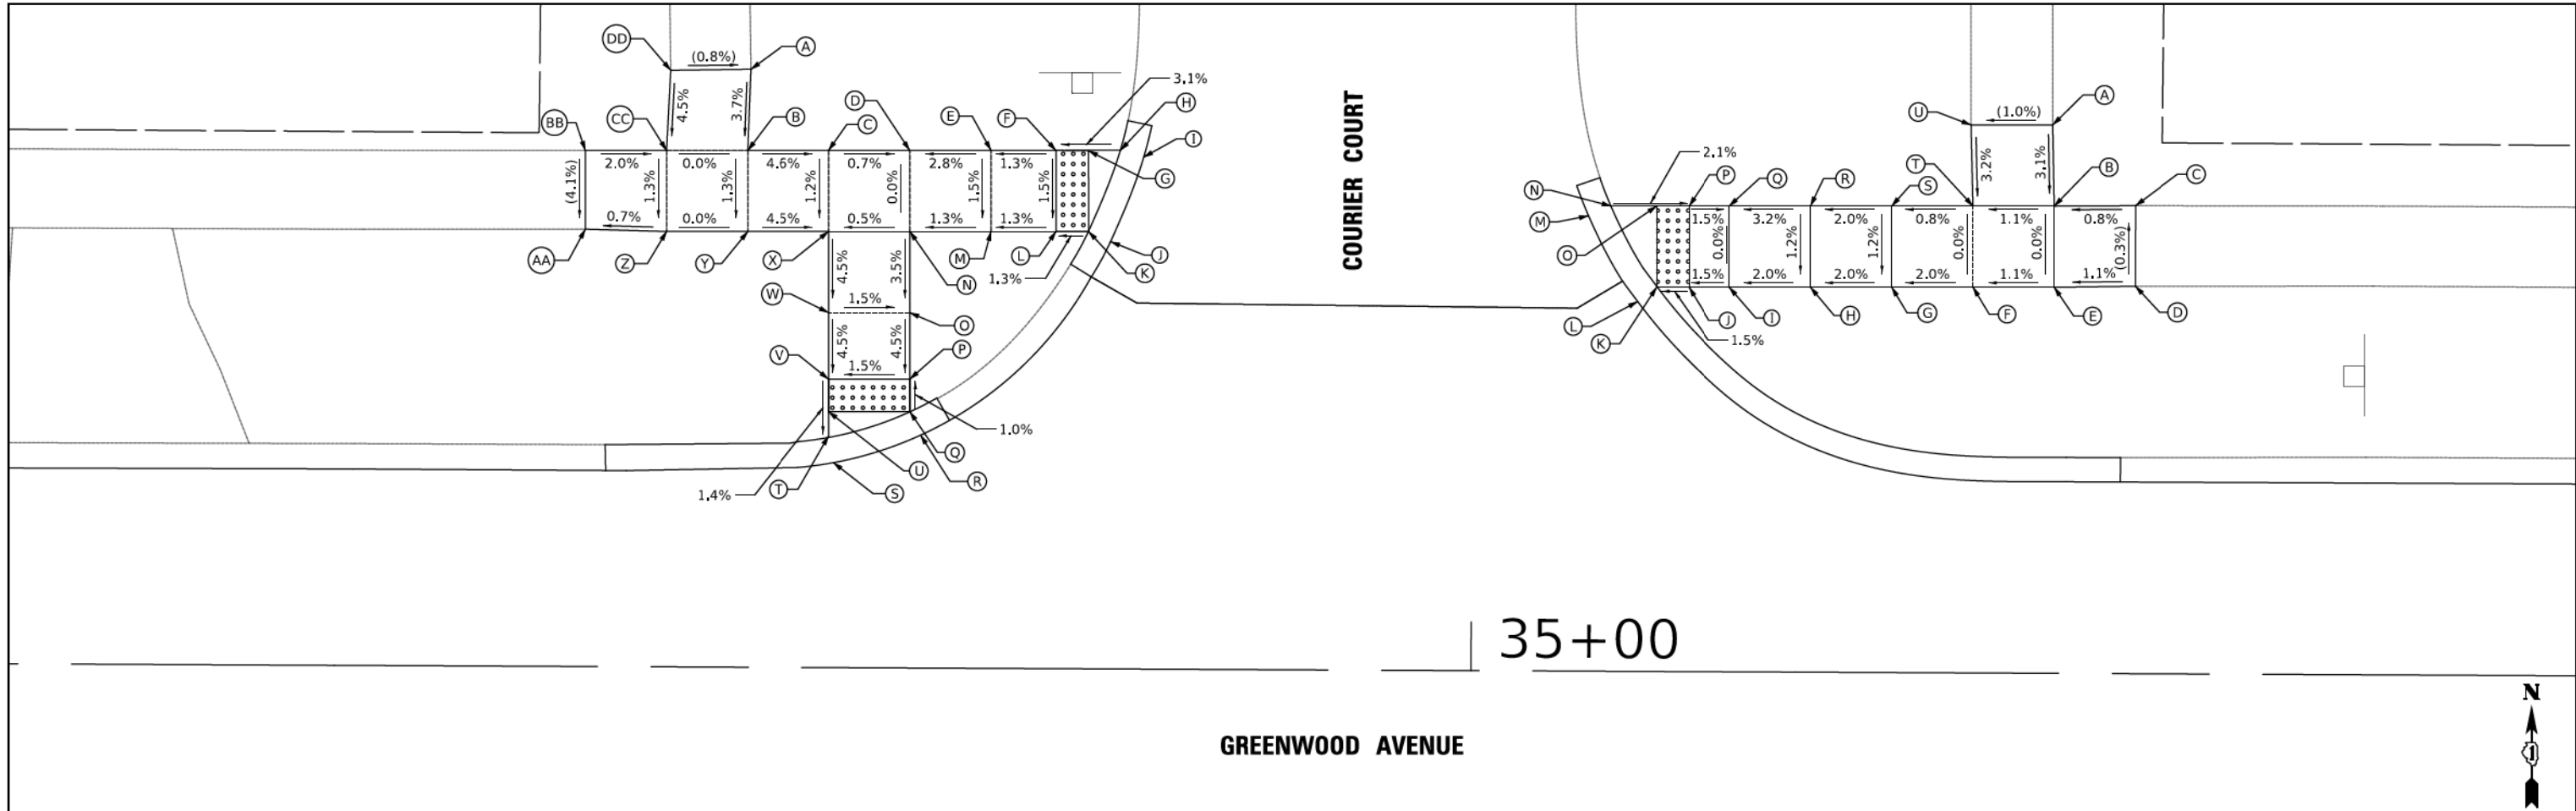 DD
(0.8%)
A
3.1%
4.5%
3.7%
D
H
BB
CC
B
C
E
F
I
A
U
(1.0%)
2.1%
P
Q
R
S
T
3.2%
3.1%
B
C
N
M
O
(4.1%)
2.0%
1.3%
0.0%
1.3%
4.6%
1.2%
0.7%
0.0%
2.8%
1.5%
1.3%
1.5%
G
0.7%
0.0%
4.5%
0.5%
1.3%
1.3%
1.5%
0.0%
3.2%
1.2%
2.0%
1.2%
0.8%
0.0%
1.1%
0.0%
0.8%
(0.3%)
1.5%
2.0%
2.0%
2.0%
1.1%
1.1%
AA
Z
Y
X
M
L
1.3%
J
K
N
COURIER COURT
L
K
J
1.5%
I
H
G
F
E
D
4.5%
3.5%
W
1.5%
O
4.5%
4.5%
V
1.5%
P
1.0%
Q
U
R
1.4%
T
S
35+00
GREENWOOD AVENUE
N
1